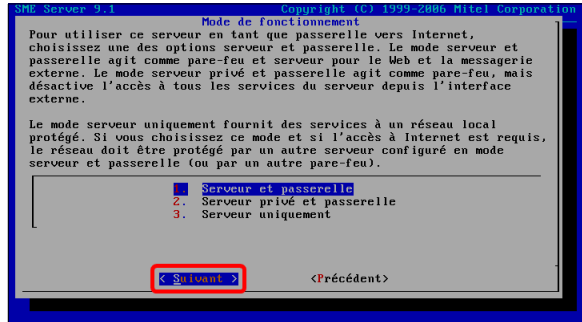 SME Server 9.1 Copyright (C) 1999-2006 Mitel Corporation
Mode de fonctionnement
Pour utiliser ce serveur en tant que passerelle vers Internet,
choisissez une des options serveur et passerelle. Le mode serveur et
passerelle agit comme pare-feu et serveur pour le Web et la messagerie
externe. Le mode serveur privé et passerelle agit comme pare-feu, mais
désactive l'accès à tous les services du serveur depuis l'interface
externe.
Le mode serveur uniquement fournit des services à un réseau local
protégé. Si vous choisissez ce mode et si l'accès à Internet est requis,
le réseau doit être protégé par un autre serveur configuré en mode
serveur et passerelle (ou par un autre pare-feu).
1. Serveur et passerelle
2. Serveur privé et passerelle
3. Serveur uniquement
< Suivant > <Précédent>